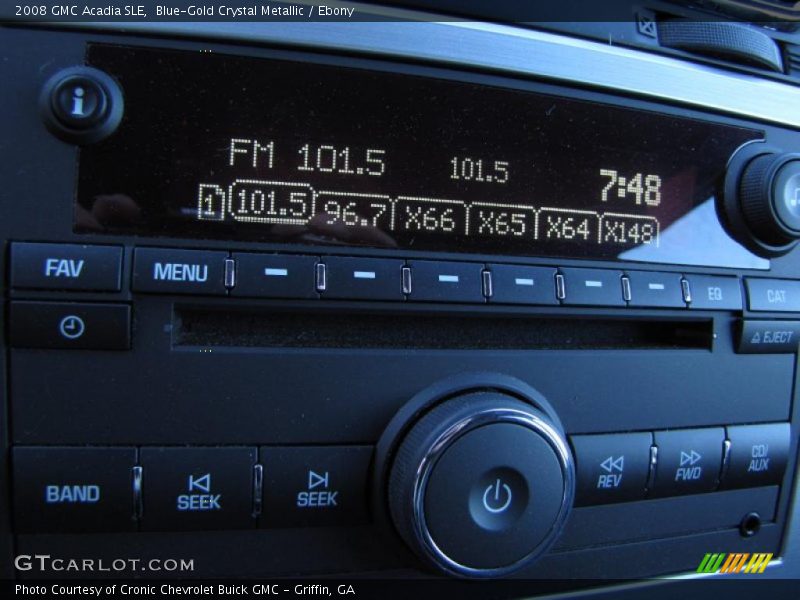 2008 GMC Acadia SLE,  Blue-Gold Crystal Metallic / Ebony
i
FM 101.5 101.5 7:48
1 101.5 96.7 X66 X65 X64 X148
FAV MENU EQ CAT
EJECT
BAND SEEK SEEK REV FWD CD/AUX
GTCARLOT.COM
Photo Courtesy of Cronic Chevrolet Buick GMC - Griffin, GA